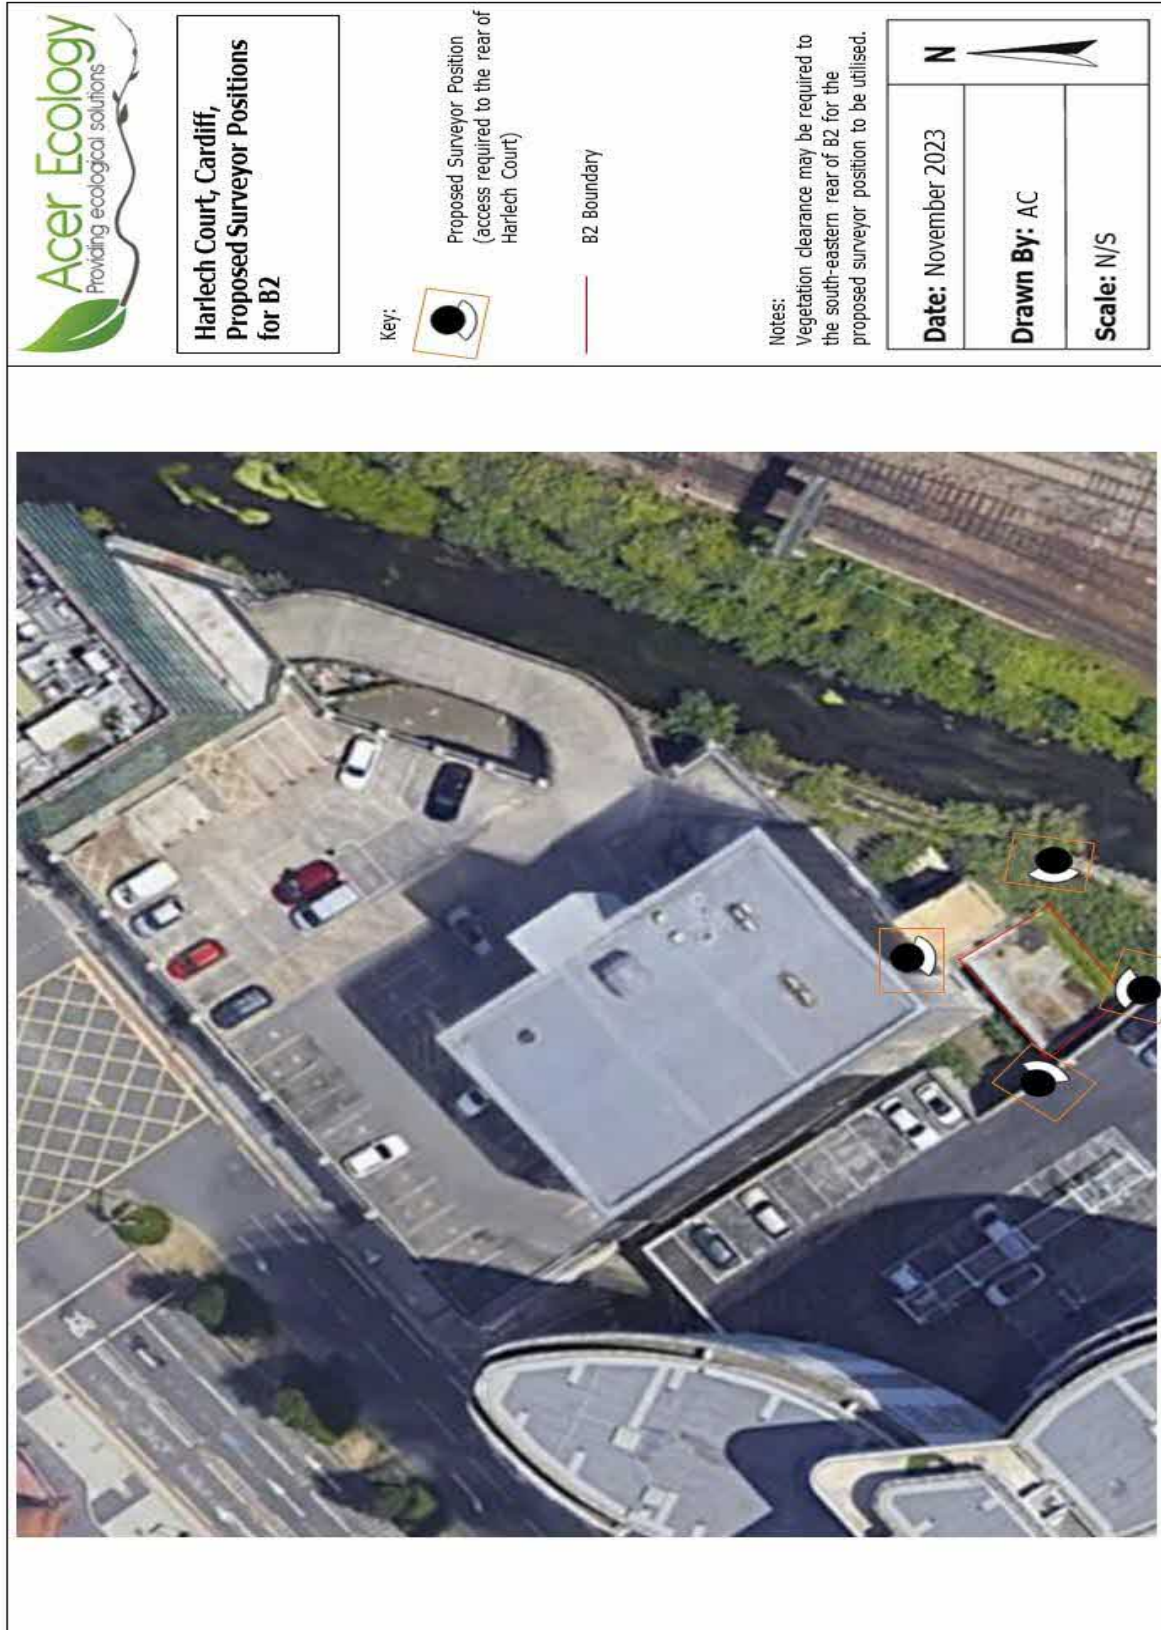 Acer Ecology
Providing ecological solutions
Harlech Court, Cardiff,
Proposed Surveyor Positions
for B2
Key:
Proposed Surveyor Position
(access required to the rear of
Harlech Court)
B2 Boundary
Notes:
Vegetation clearance may be required to
the south-eastern rear of B2 for the
proposed surveyor position to be utilised.
Date: November 2023
N
Drawn By: AC
Scale: N/S